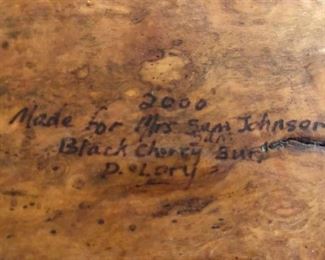 2000
Made for Mrs Sam Johnson
Black Cherry Burl
D. Lory